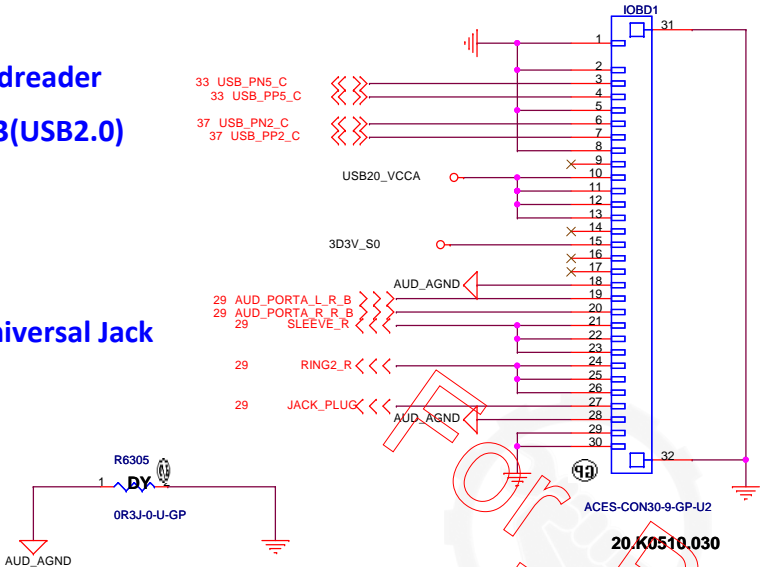 IOBD1
31
1
dreader
2
33 USB_PN5_C
3
33 USB_PP5_C
4
5
3(USB2.0)
37 USB_PN2_C
6
37 USB_PP2_C
7
8
9
USB20_VCCA
10
11
12
13
14
3D3V_S0
15
16
17
AUD_AGND
18
29 AUD_PORTA_L_R_B
19
29 AUD_PORTA_R_R_B
20
niversal Jack
29 SLEEVE_R
21
22
23
29 RING2_R
24
25
26
29 JACK_PLUG
27
AUD_AGND
28
29
30
32
R6305
1 DY 2
0R3J-0-U-GP
AUD_AGND
GP
ACES-CON30-9-GP-U2
20.K0510.030
For